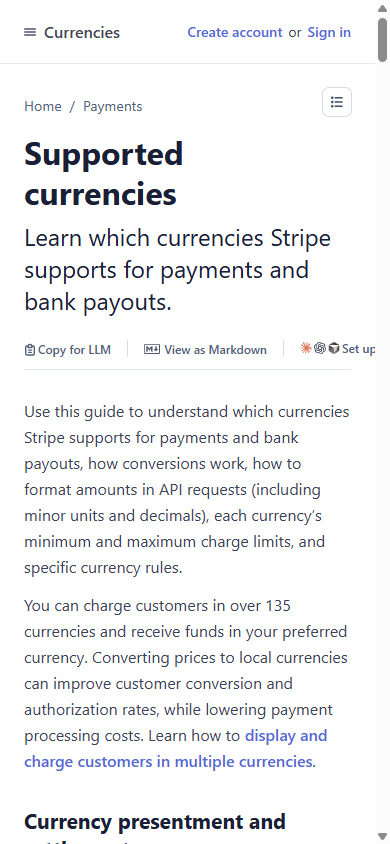 Currencies
Create account or Sign in
Home / Payments
Supported
currencies
Learn which currencies Stripe
supports for payments and
bank payouts.
Copy for LLM
View as Markdown
Set up
Use this guide to understand which currencies
Stripe supports for payments and bank
payouts, how conversions work, how to
format amounts in API requests (including
minor units and decimals), each currency’s
minimum and maximum charge limits, and
specific currency rules.
You can charge customers in over 135
currencies and receive funds in your preferred
currency. Converting prices to local currencies
can improve customer conversion and
authorization rates, while lowering payment
processing costs. Learn how to display and
charge customers in multiple currencies.
Currency presentment and